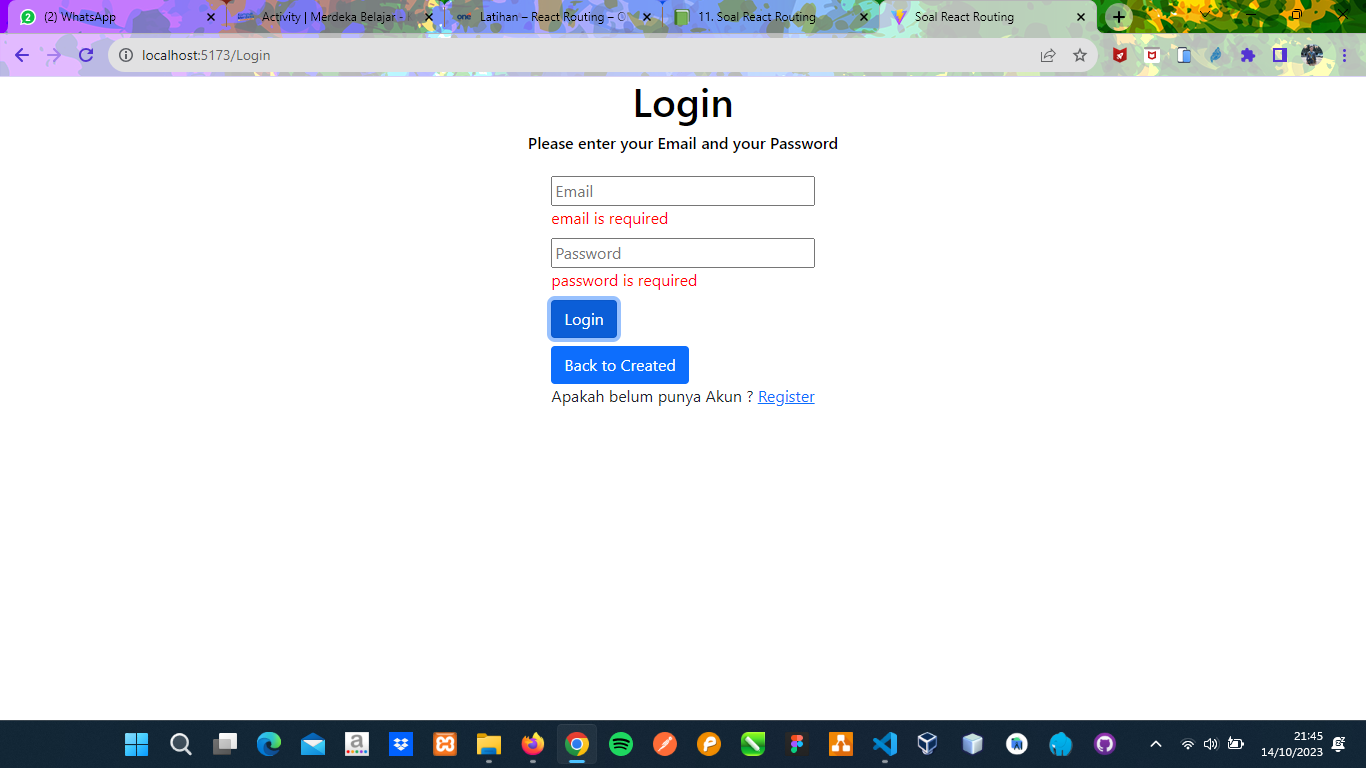 (2) WhatsApp
Activity | Merdeka Belajar -
Latihan – React Routing –
11. Soal React Routing
Soal React Routing
localhost:5173/Login
Login
Please enter your Email and your Password
Email
email is required
Password
password is required
Login
Back to Created
Apakah belum punya Akun ? Register
21:45
14/10/2023